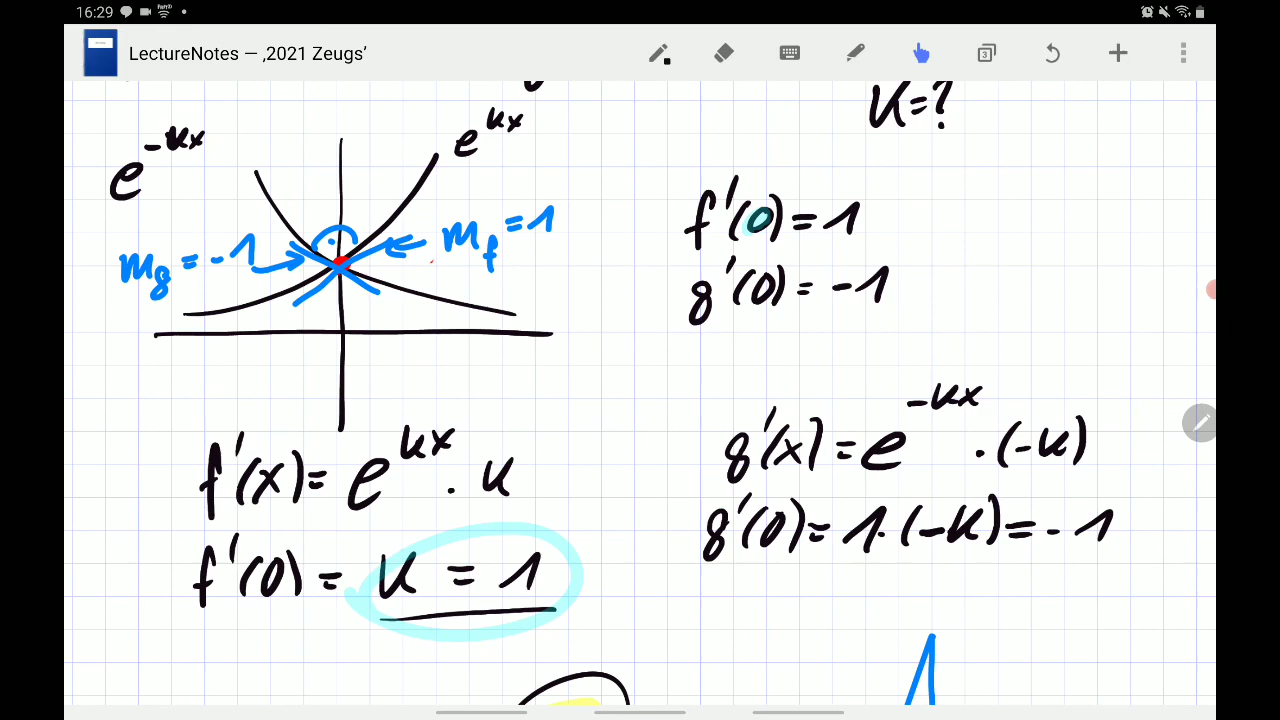 16:29
LectureNotes — ‚2021 Zeugs’
3
K=?
e^-kx
e^kx
m_g = -1
m_f = 1
f'(0) = 1
g'(0) = -1
f'(x) = e^kx · k
f'(0) = k = 1
g'(x) = e^-kx · (-k)
g'(0) = 1 · (-k) = -1